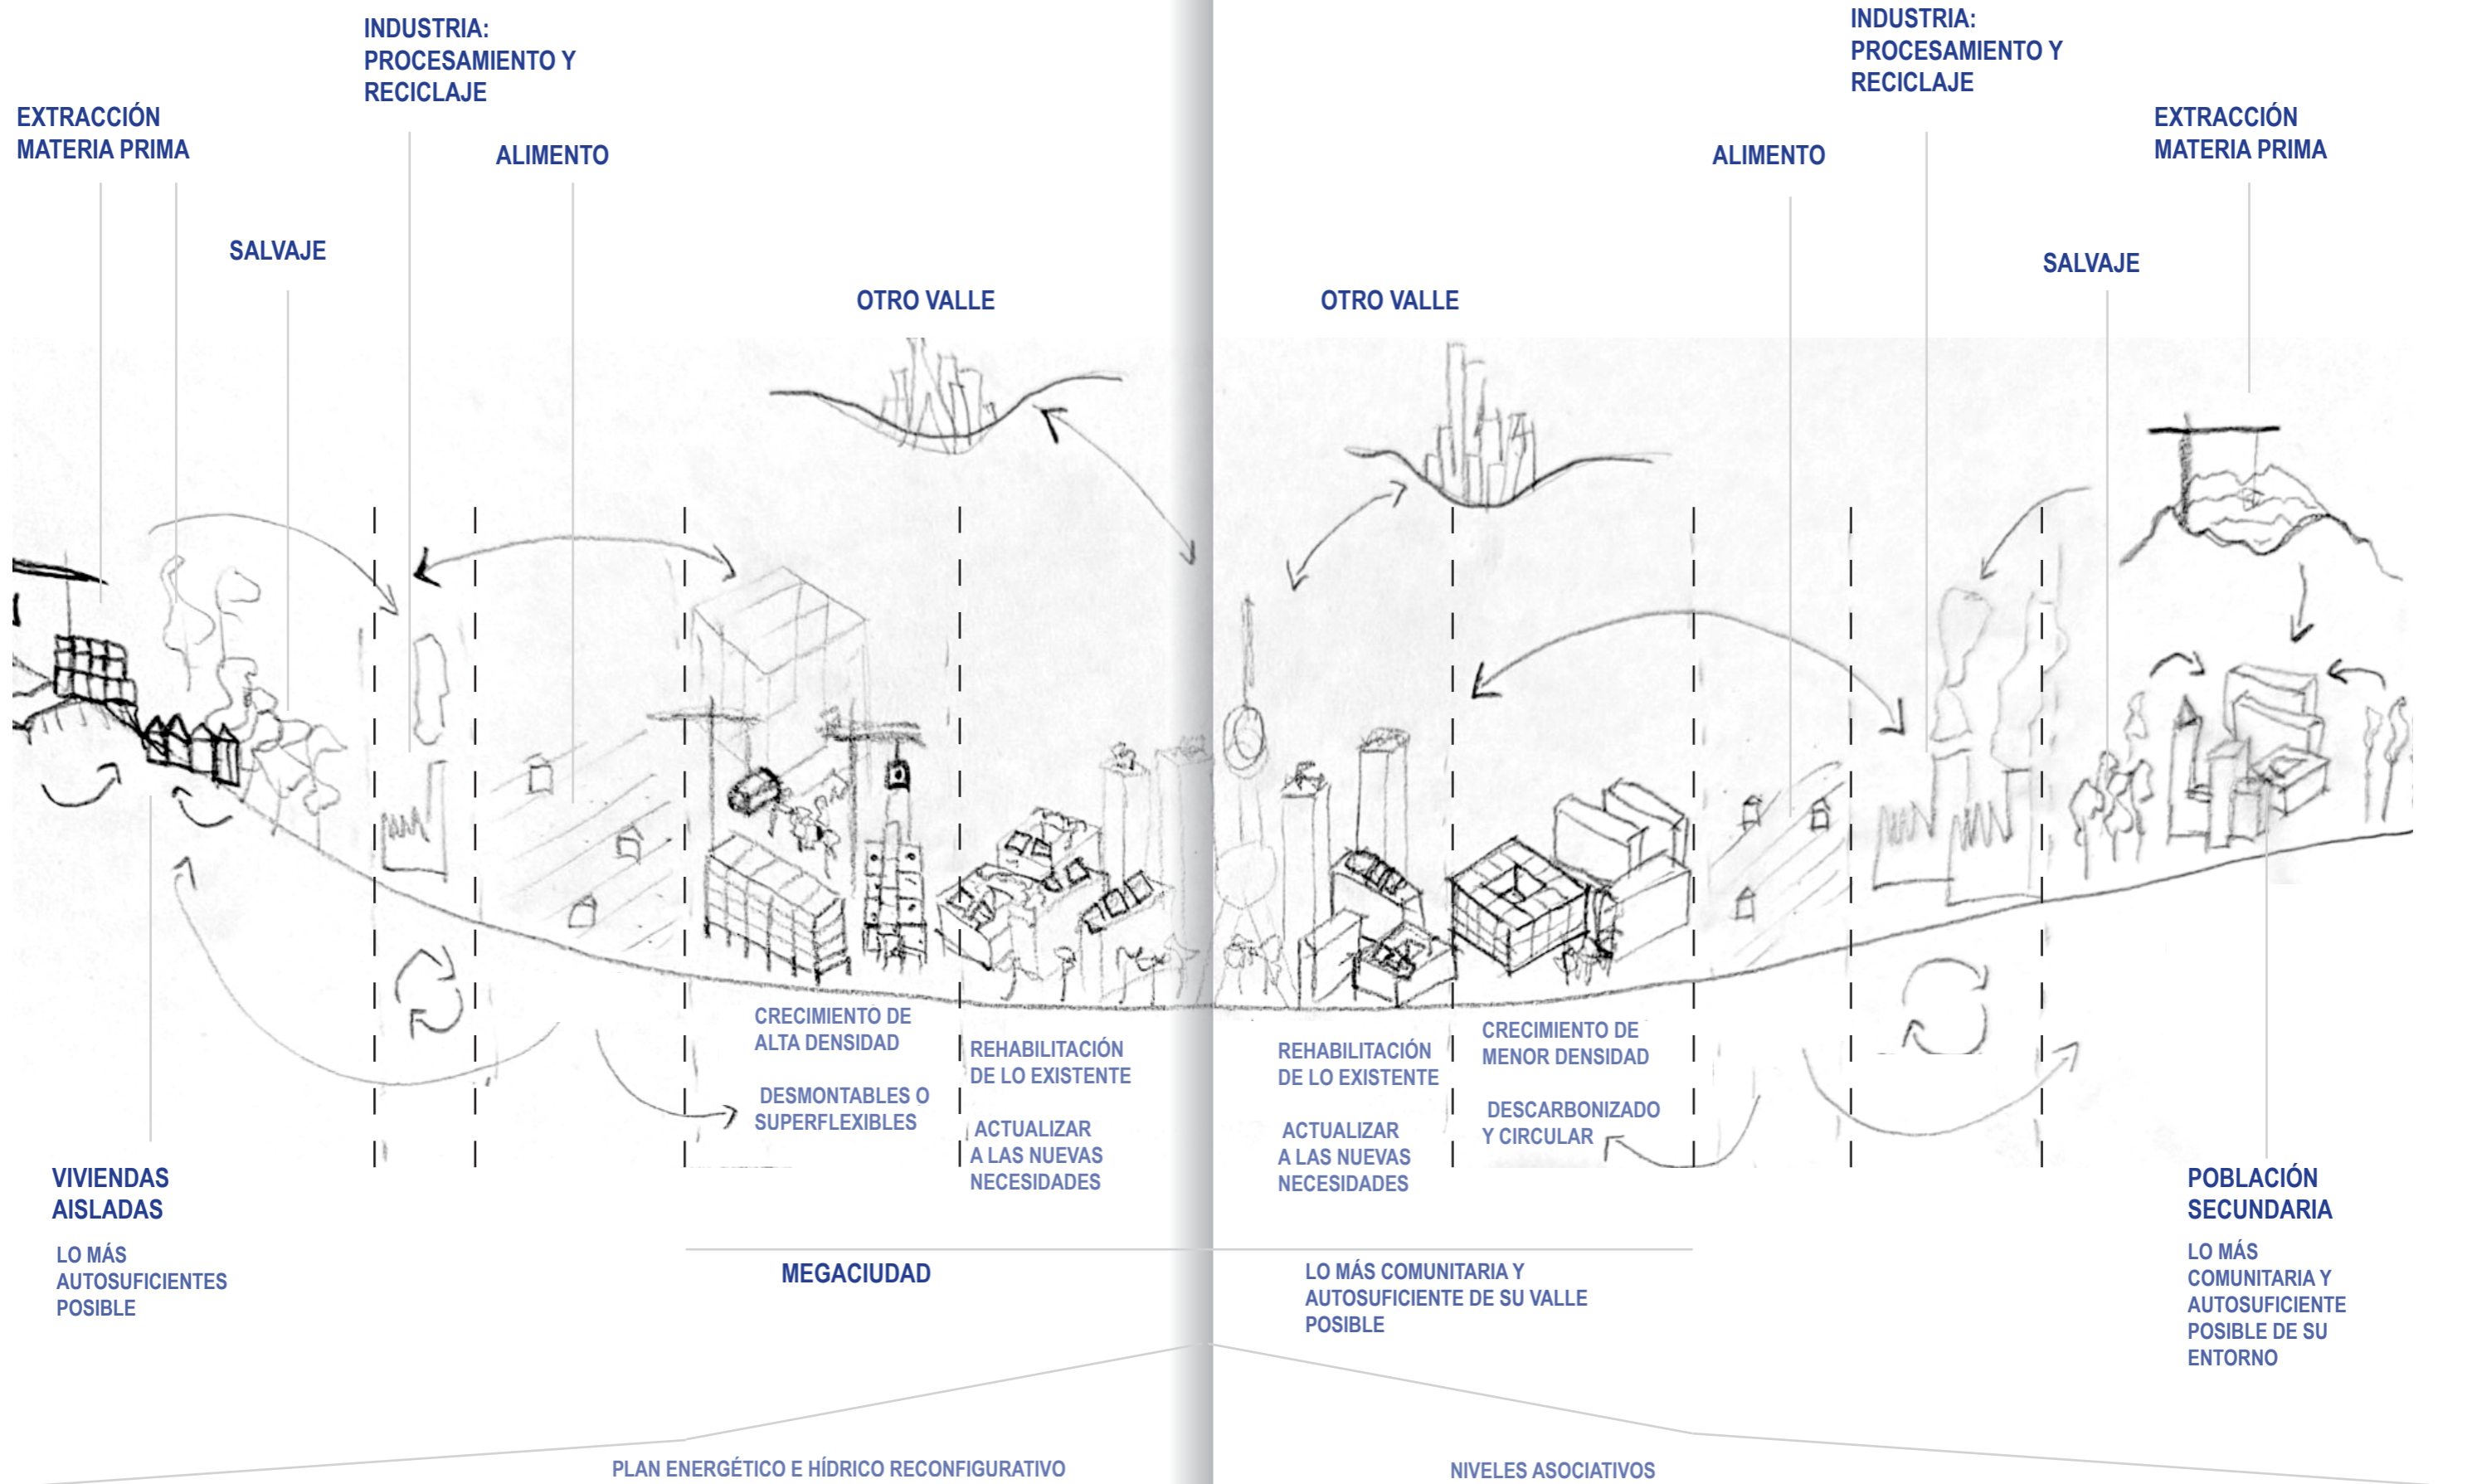 INDUSTRIA:
PROCESAMIENTO Y
RECICLAJE
EXTRACCIÓN
MATERIA PRIMA
ALIMENTO
SALVAJE
OTRO VALLE
INDUSTRIA:
PROCESAMIENTO Y
RECICLAJE
EXTRACCIÓN
MATERIA PRIMA
ALIMENTO
SALVAJE
OTRO VALLE
CRECIMIENTO DE
ALTA DENSIDAD
DESMONTABLES O
SUPERFLEXIBLES
REHABILITACIÓN
DE LO EXISTENTE
ACTUALIZAR
A LAS NUEVAS
NECESIDADES
REHABILITACIÓN
DE LO EXISTENTE
ACTUALIZAR
A LAS NUEVAS
NECESIDADES
CRECIMIENTO DE
MENOR DENSIDAD
DESCARBONIZADO
Y CIRCULAR
VIVIENDAS
AISLADAS
LO MÁS
AUTOSUFICIENTES
POSIBLE
MEGACIUDAD
LO MÁS COMUNITARIA Y
AUTOSUFICIENTE DE SU VALLE
POSIBLE
POBLACIÓN
SECUNDARIA
LO MÁS
COMUNITARIA Y
AUTOSUFICIENTE
POSIBLE DE SU
ENTORNO
PLAN ENERGÉTICO E HÍDRICO RECONFIGURATIVO
NIVELES ASOCIATIVOS